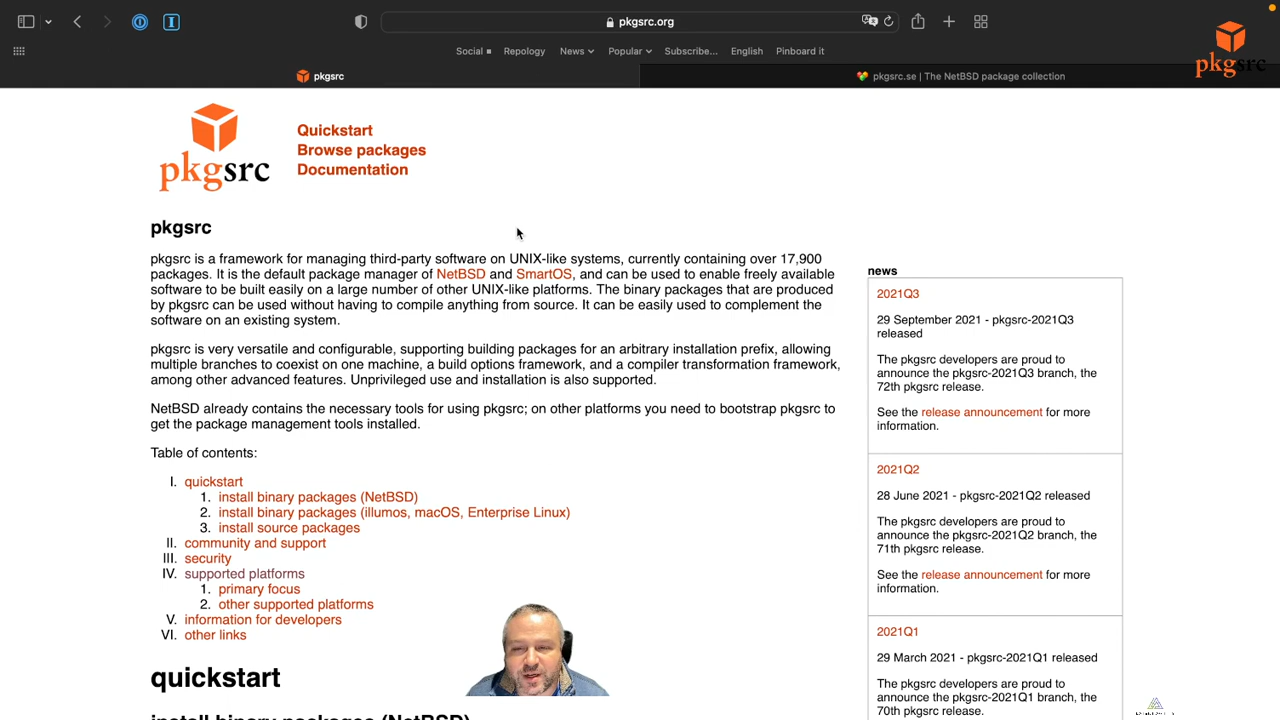 pkgsrc.org
Social
Repology
News
Popular
Subscribe...
English
Pinboard it
pkgsrc
pkgsrc
pkgsrc.se | The NetBSD package collection
pkgsrc
Quickstart
Browse packages
Documentation
pkgsrc
pkgsrc is a framework for managing third-party software on UNIX-like systems, currently containing over 17,900
packages. It is the default package manager of NetBSD and SmartOS, and can be used to enable freely available
software to be built easily on a large number of other UNIX-like platforms. The binary packages that are produced
by pkgsrc can be used without having to compile anything from source. It can be easily used to complement the
software on an existing system.
pkgsrc is very versatile and configurable, supporting building packages for an arbitrary installation prefix, allowing
multiple branches to coexist on one machine, a build options framework, and a compiler transformation framework,
among other advanced features. Unprivileged use and installation is also supported.
NetBSD already contains the necessary tools for using pkgsrc; on other platforms you need to bootstrap pkgsrc to
get the package management tools installed.
Table of contents:
I. quickstart
1. install binary packages (NetBSD)
2. install binary packages (illumos, macOS, Enterprise Linux)
3. install source packages
II. community and support
III. security
IV. supported platforms
1. primary focus
2. other supported platforms
V. information for developers
VI. other links
quickstart
install binary packages (NetBSD)
news
2021Q3
29 September 2021 - pkgsrc-2021Q3
released
The pkgsrc developers are proud to
announce the pkgsrc-2021Q3 branch, the
72th pkgsrc release.
See the release announcement for more
information.
2021Q2
28 June 2021 - pkgsrc-2021Q2 released
The pkgsrc developers are proud to
announce the pkgsrc-2021Q2 branch, the
71th pkgsrc release.
See the release announcement for more
information.
2021Q1
29 March 2021 - pkgsrc-2021Q1 released
The pkgsrc developers are proud to
announce the pkgsrc-2021Q1 branch, the
70th pkgsrc release.